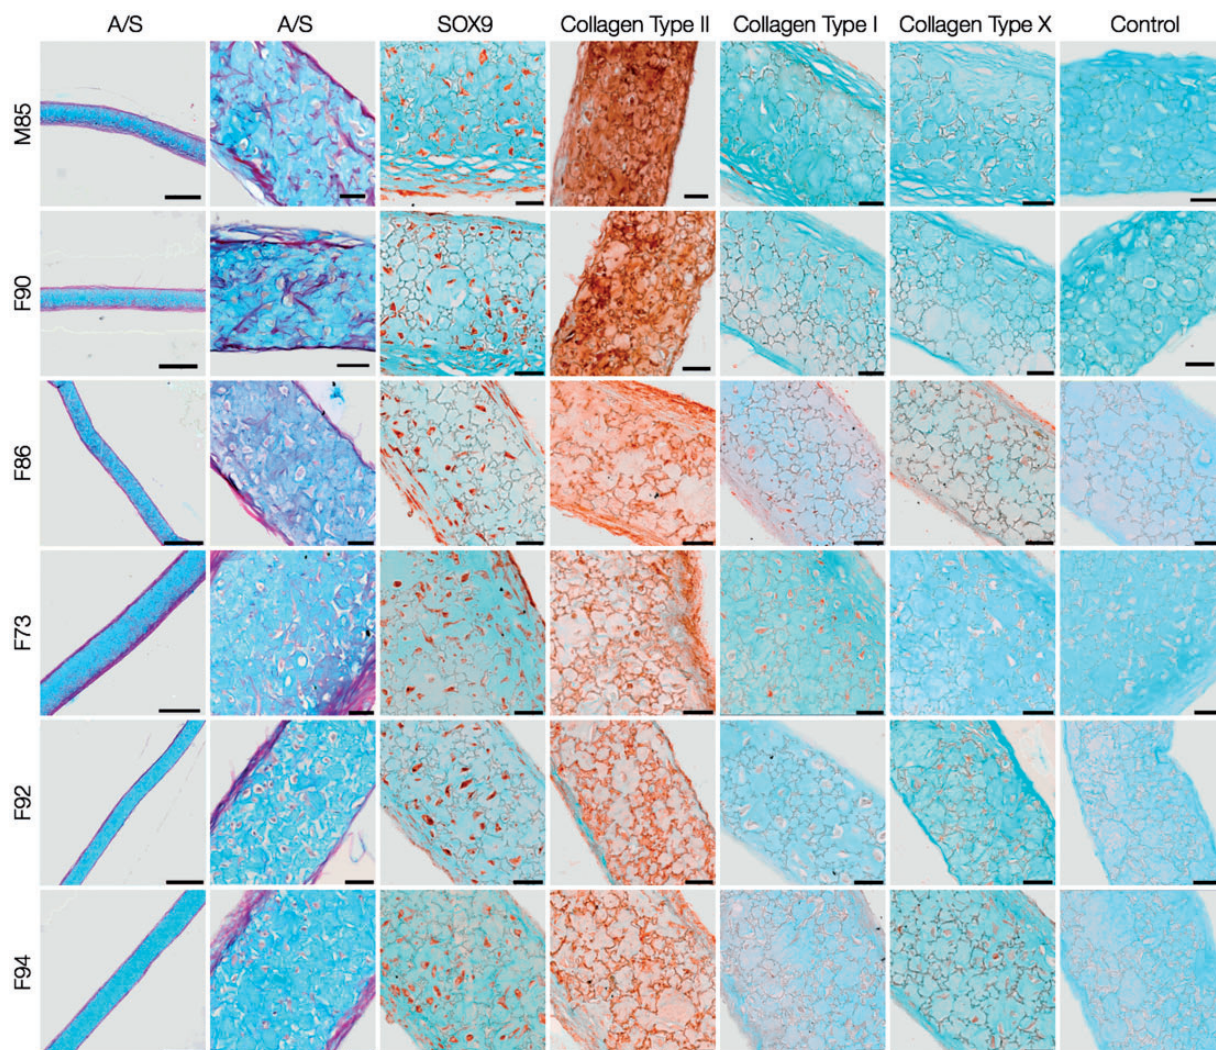 A/S A/S SOX9 Collagen Type II Collagen Type I Collagen Type X Control
M85
F90
F86
F73
F92
F94